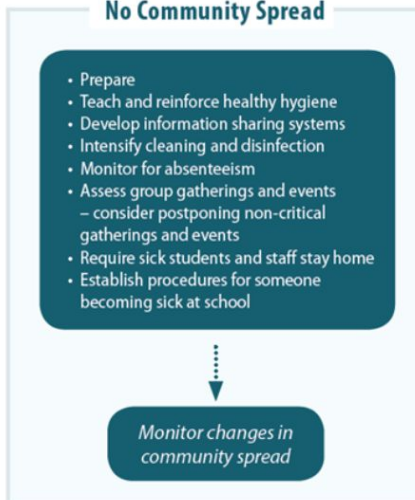 No Community Spread
• Prepare
• Teach and reinforce healthy hygiene
• Develop information sharing systems
• Intensify cleaning and disinfection
• Monitor for absenteeism
• Assess group gatherings and events
– consider postponing non-critical
gatherings and events
• Require sick students and staff stay home
• Establish procedures for someone
becoming sick at school
Monitor changes in
community spread